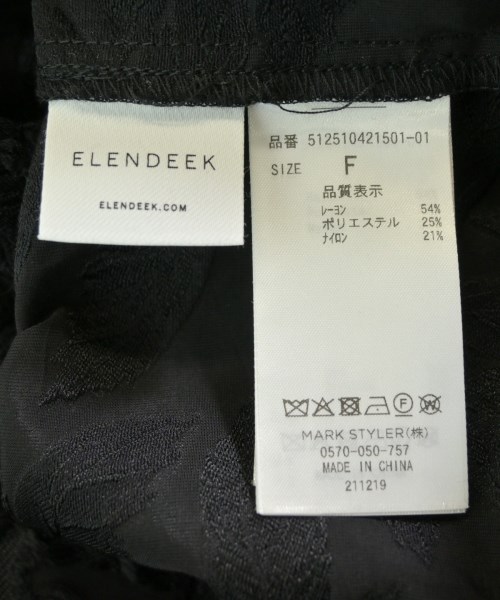 ELENDEEK
ELENDEEK.COM
品番 512510421501-01
SIZE F
品質表示
レーヨン 54%
ポリエステル 25%
ナイロン 21%
F W
MARK STYLER(株)
0570-050-757
MADE IN CHINA
211219